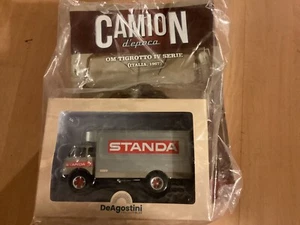 CAMION
d'epoca
OM TIGROTTO IV SERIE
(ITALIA, 1967)
STANDA
DeAgostini